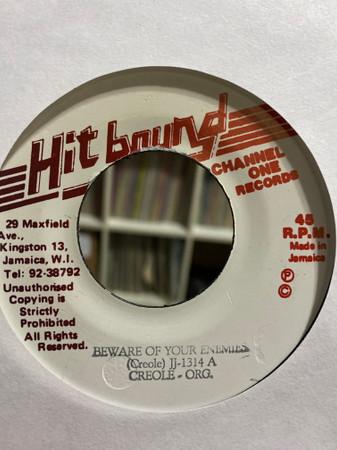 Hit bound
CHANNEL
ONE
RECORDS
29 Maxfield
Ave.,
Kingston 13,
Jamaica, W.I.
Tel: 92-38792
Unauthorised
Copying is
Strictly
Prohibited
All Rights
Reserved.
45
R.P.M.
Made in
Jamaica
℗
©
BEWARE OF YOUR ENEMIES
(Creole) JJ-1314 A
CREOLE - ORG.